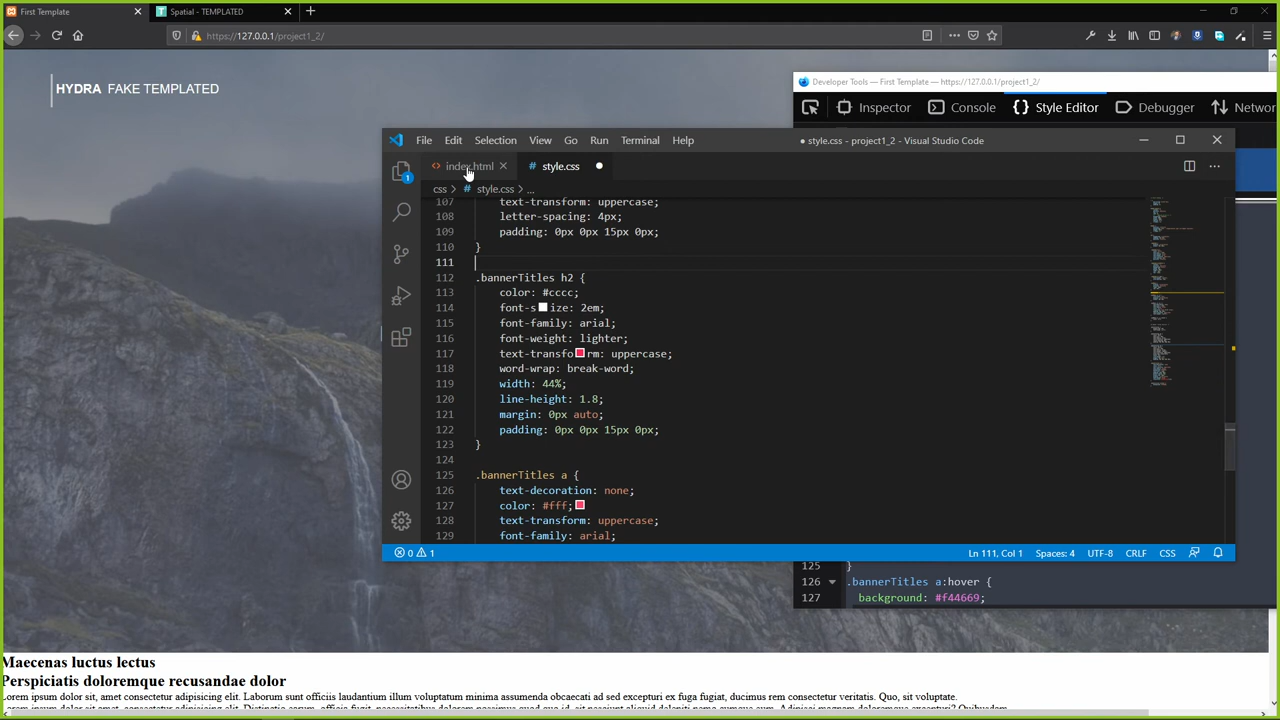 First Template
Spatial - TEMPLATED
https://127.0.0.1/project1_2/
HYDRA FAKE TEMPLATED
Developer Tools — First Template — https://127.0.0.1/project1_2/
Inspector Console {} Style Editor Debugger Networ
File Edit Selection View Go Run Terminal Help
● style.css - project1_2 - Visual Studio Code
index.html
# style.css
css > # style.css > ...
1
107 text-transform: uppercase;
108 letter-spacing: 4px;
109 padding: 0px 0px 15px 0px;
110 }
111
112 .bannerTitles h2 {
113 color: #cccc;
114 font-size: 2em;
115 font-family: arial;
116 font-weight: lighter;
117 text-transform: uppercase;
118 word-wrap: break-word;
119 width: 44%;
120 line-height: 1.8;
121 margin: 0px auto;
122 padding: 0px 0px 15px 0px;
123 }
124
125 .bannerTitles a {
126 text-decoration: none;
127 color: #fff;
128 text-transform: uppercase;
129 font-family: arial;
0 1
Ln 111, Col 1 Spaces: 4 UTF-8 CRLF CSS
125 }
126 .bannerTitles a:hover {
127 background: #f44669;
Maecenas luctus lectus
Perspiciatis doloremque recusandae dolor
orem ipsum dolor sit, amet consectetur adipisicing elit. Laborum sunt officiis laudantium illum voluptatum minima assumenda obcaecati ad sed excepturi ex fuga fugiat, ducimus rem consectetur veritatis. Quo, sit voluptate.